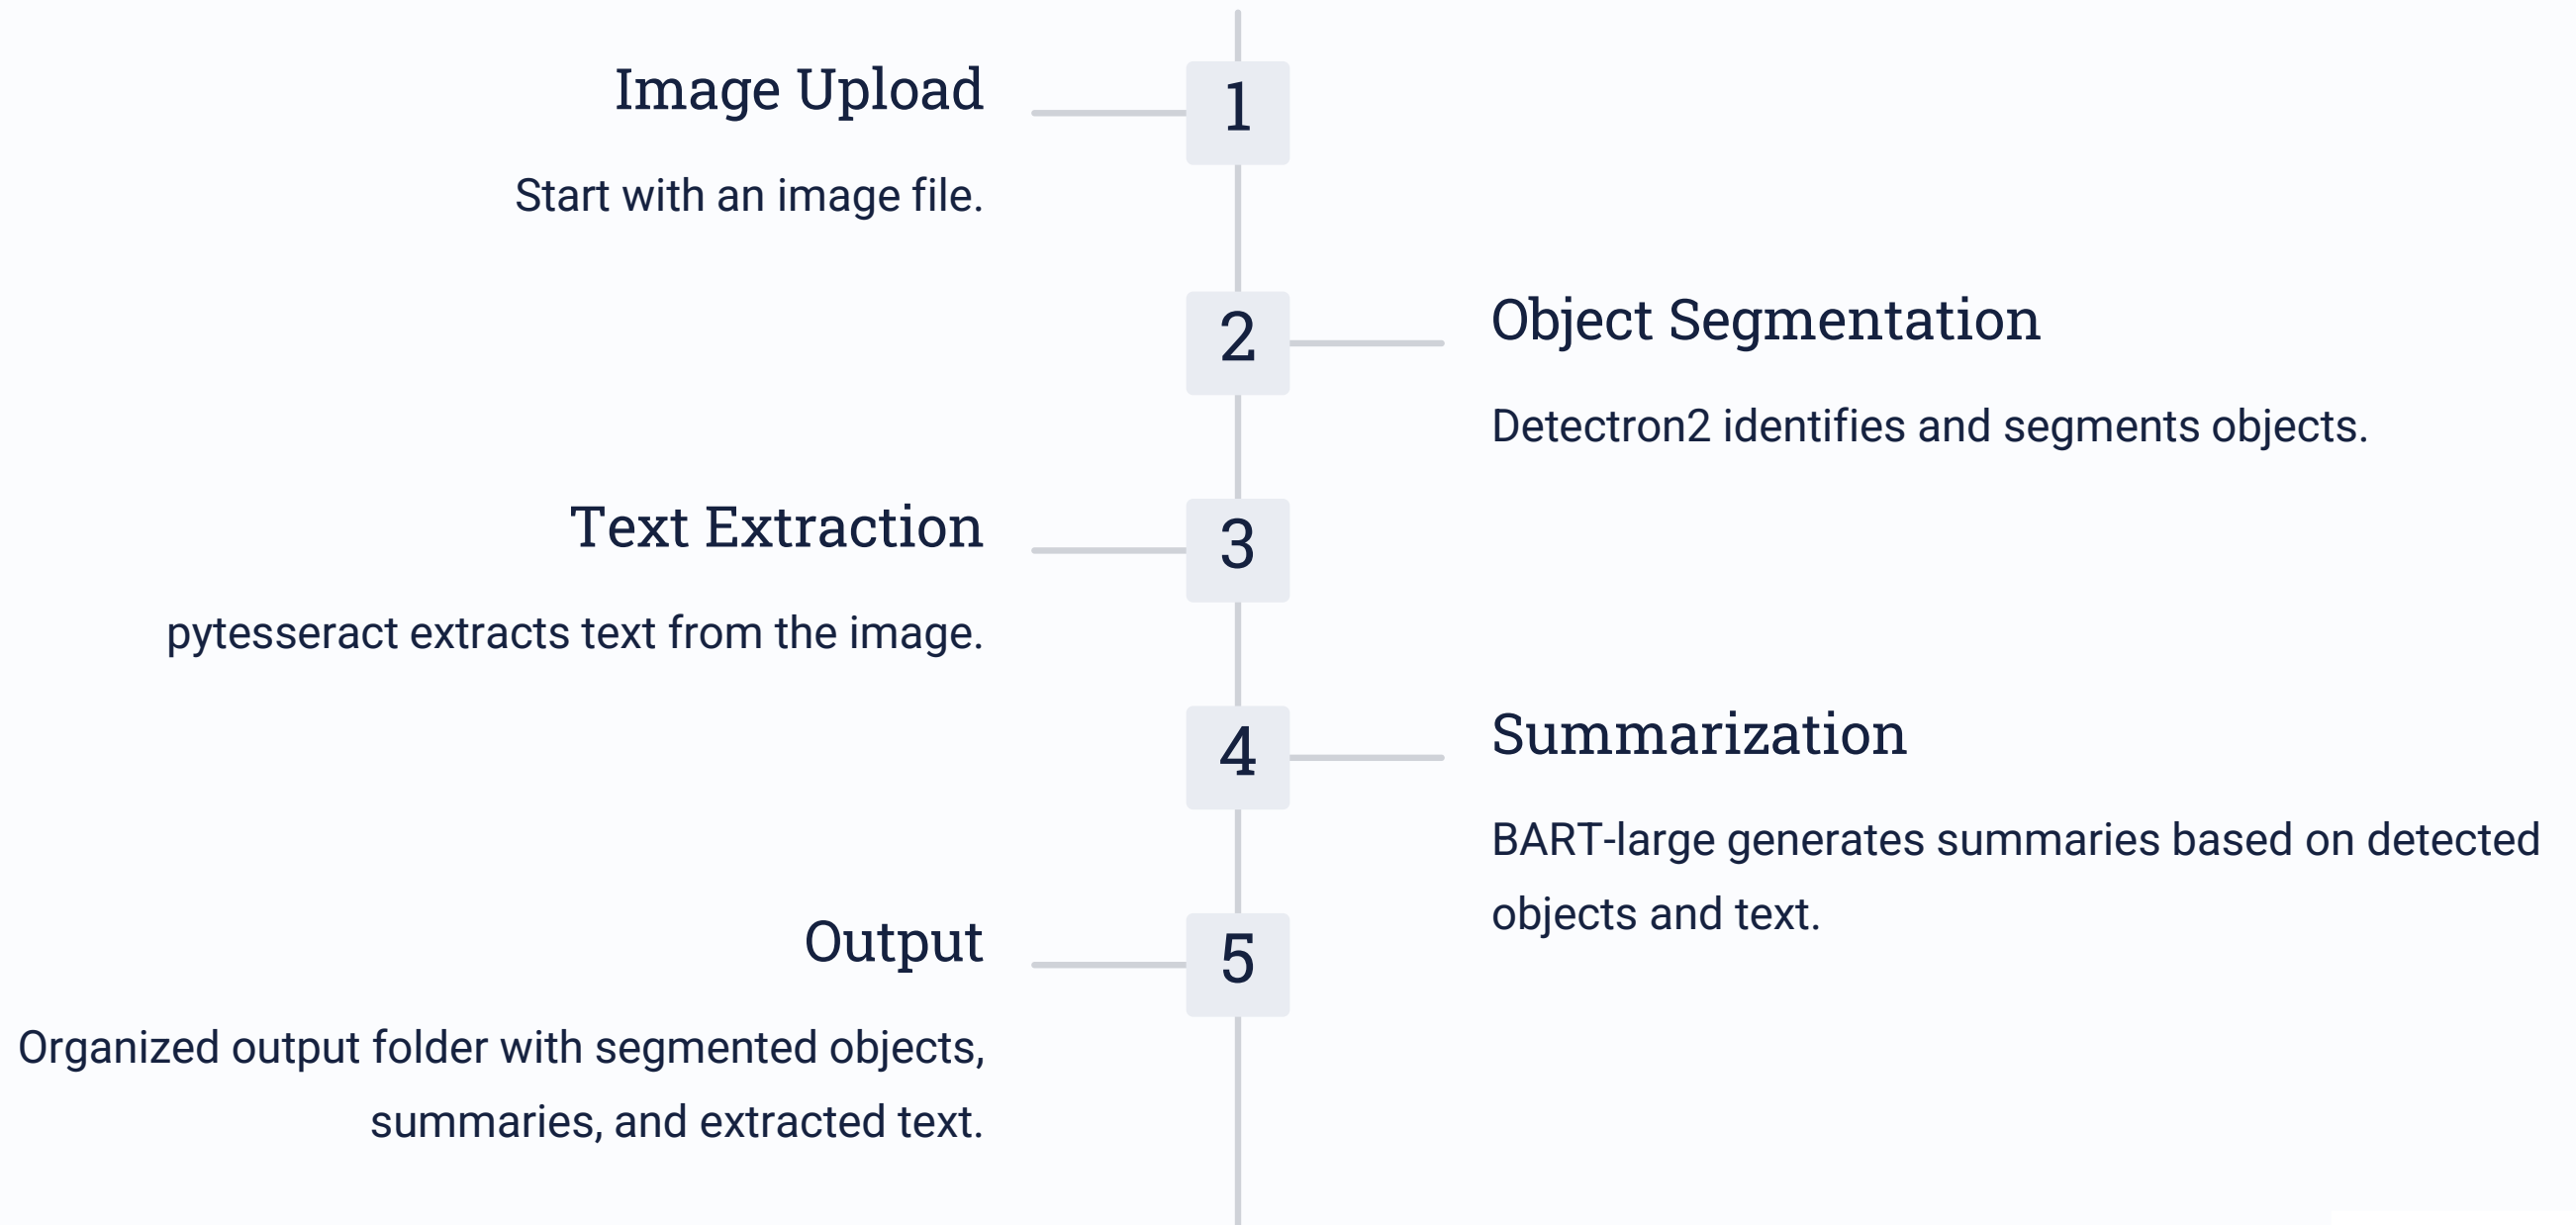 1
Image Upload
Start with an image file.
2
Object Segmentation
Detectron2 identifies and segments objects.
3
Text Extraction
pytesseract extracts text from the image.
4
Summarization
BART-large generates summaries based on detected
objects and text.
5
Output
Organized output folder with segmented objects,
summaries, and extracted text.